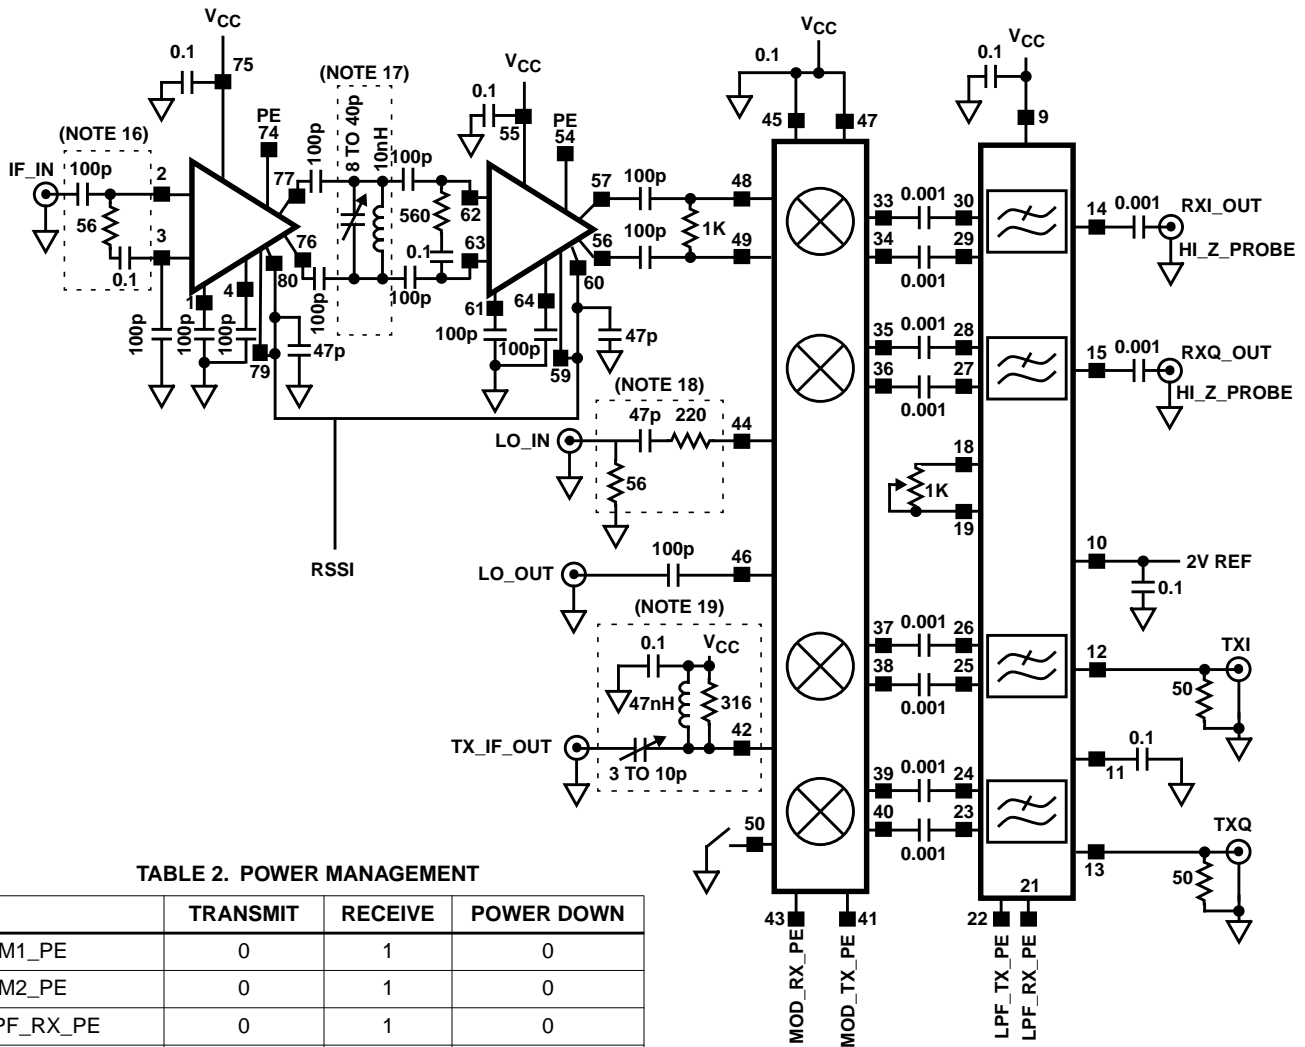 VCC
0.1
75
(NOTE 17)
PE
74
(NOTE 16)
IF_IN
100p
2
56
3
0.1
100p
1
100p
4
100p
79
80
47p
77
76
100p
100p
8 TO 40p
10nH
100p
100p
560
0.1
62
63
VCC
0.1
55
PE
54
57
56
60
61
64
100p
100p
59
47p
100p
100p
1K
48
49
RSSI
VCC
0.1
45
47
(NOTE 18)
LO_IN
47p
220
44
56
LO_OUT
100p
46
(NOTE 19)
0.1
VCC
47nH
316
TX_IF_OUT
42
3 TO 10p
50
43
41
MOD_RX_PE
MOD_TX_PE
33
0.001
30
34
29
0.001
35
0.001
28
36
27
0.001
37
0.001
26
38
25
0.001
39
0.001
24
40
23
0.001
VCC
0.1
9
14
0.001
RXI_OUT
HI_Z_PROBE
15
0.001
RXQ_OUT
HI_Z_PROBE
18
1K
19
10
2V REF
0.1
12
TXI
50
11
0.1
13
TXQ
50
22
21
LPF_TX_PE
LPF_RX_PE
TABLE 2. POWER MANAGEMENT
TRANSMIT RECEIVE POWER DOWN
M1_PE 0 1 0
M2_PE 0 1 0
PF_RX_PE 0 1 0